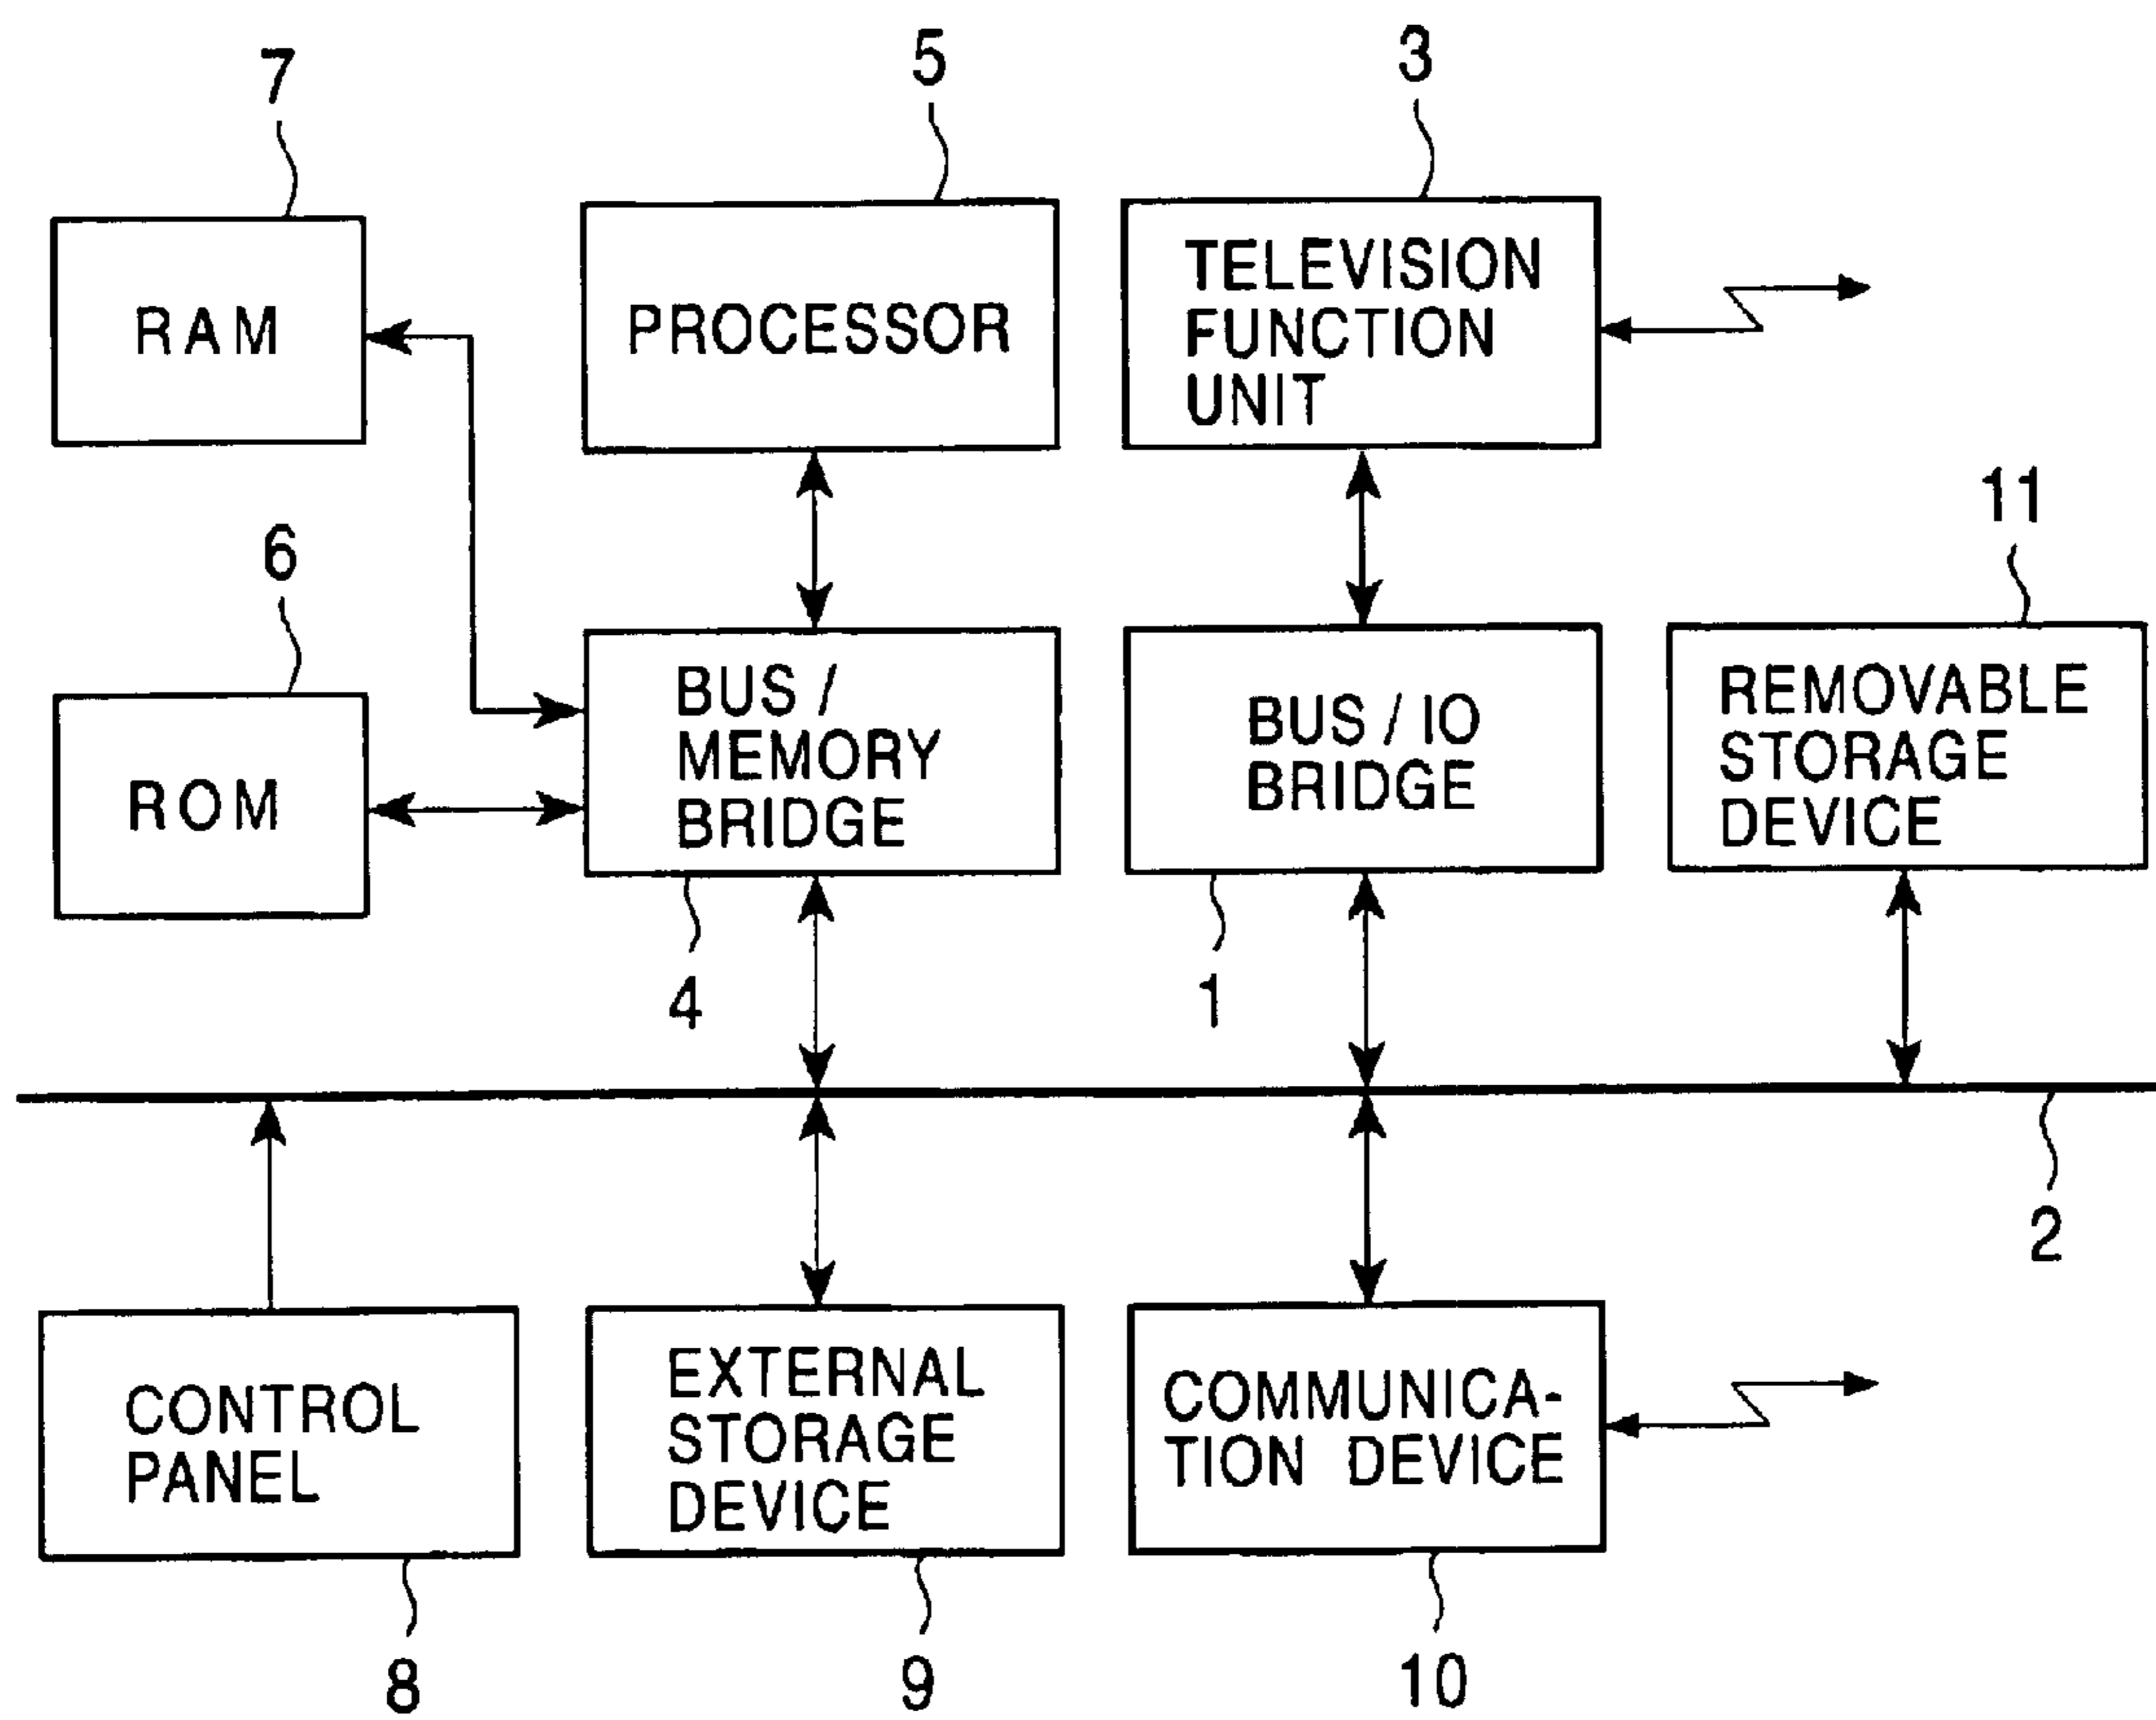 7
5
3
RAM
PROCESSOR
TELEVISION
FUNCTION
UNIT
6
11
ROM
BUS /
MEMORY
BRIDGE
BUS / IO
BRIDGE
REMOVABLE
STORAGE
DEVICE
4
1
2
CONTROL
PANEL
EXTERNAL
STORAGE
DEVICE
COMMUNICA-
TION DEVICE
8
9
10